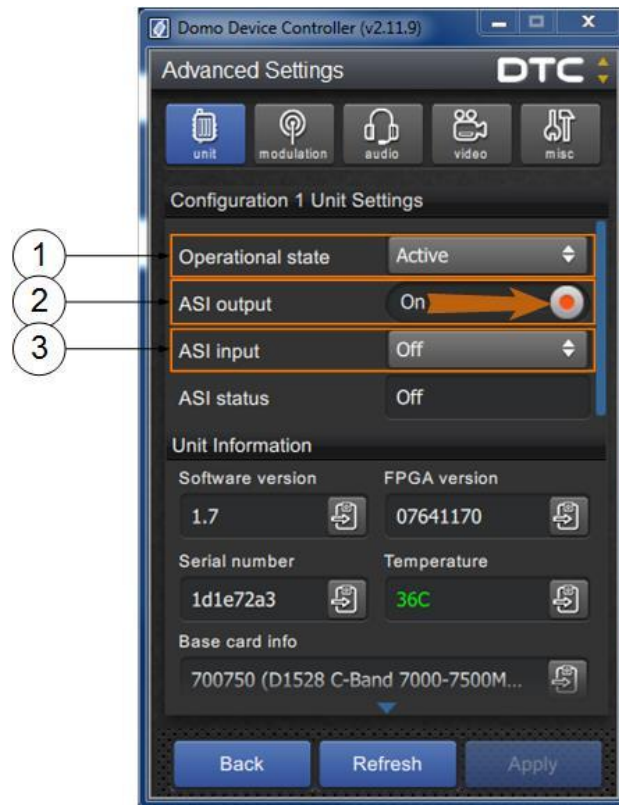 Domo Device Controller (v2.11.9)
Advanced Settings
DTC
unit modulation audio video misc
Configuration 1 Unit Settings
1 Operational state Active
2 ASI output On
3 ASI input Off
ASI status Off
Unit Information
Software version FPGA version
1.7 07641170
Serial number Temperature
1d1e72a3 36C
Base card info
700750 (D1528 C-Band 7000-7500M...
Back Refresh Apply